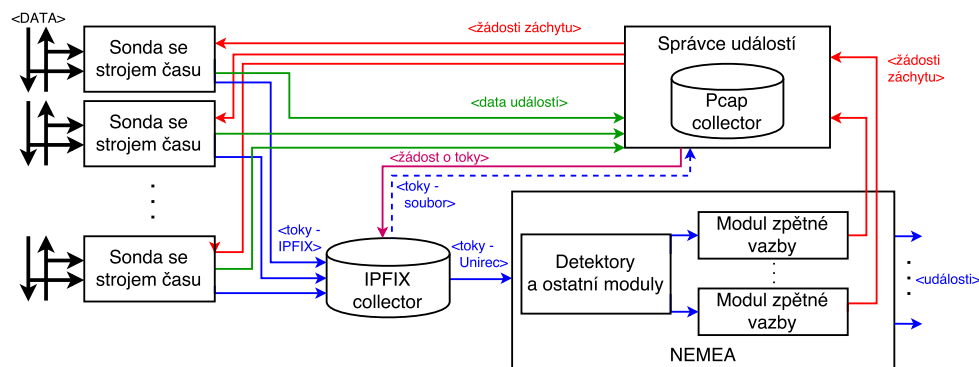 <DATA>
Sonda se
strojem času
Sonda se
strojem času
Sonda se
strojem času
<žádosti záchytu>
Správce událostí
Pcap
collector
<žádosti
záchytu>
<data událostí>
<žádost o toky>
<toky -
soubor>
<toky -
IPFIX>
IPFIX
collector
<toky -
Unirec>
Detektory
a ostatní moduly
Modul zpětné
vazby
Modul zpětné
vazby
NEMEA
<události>